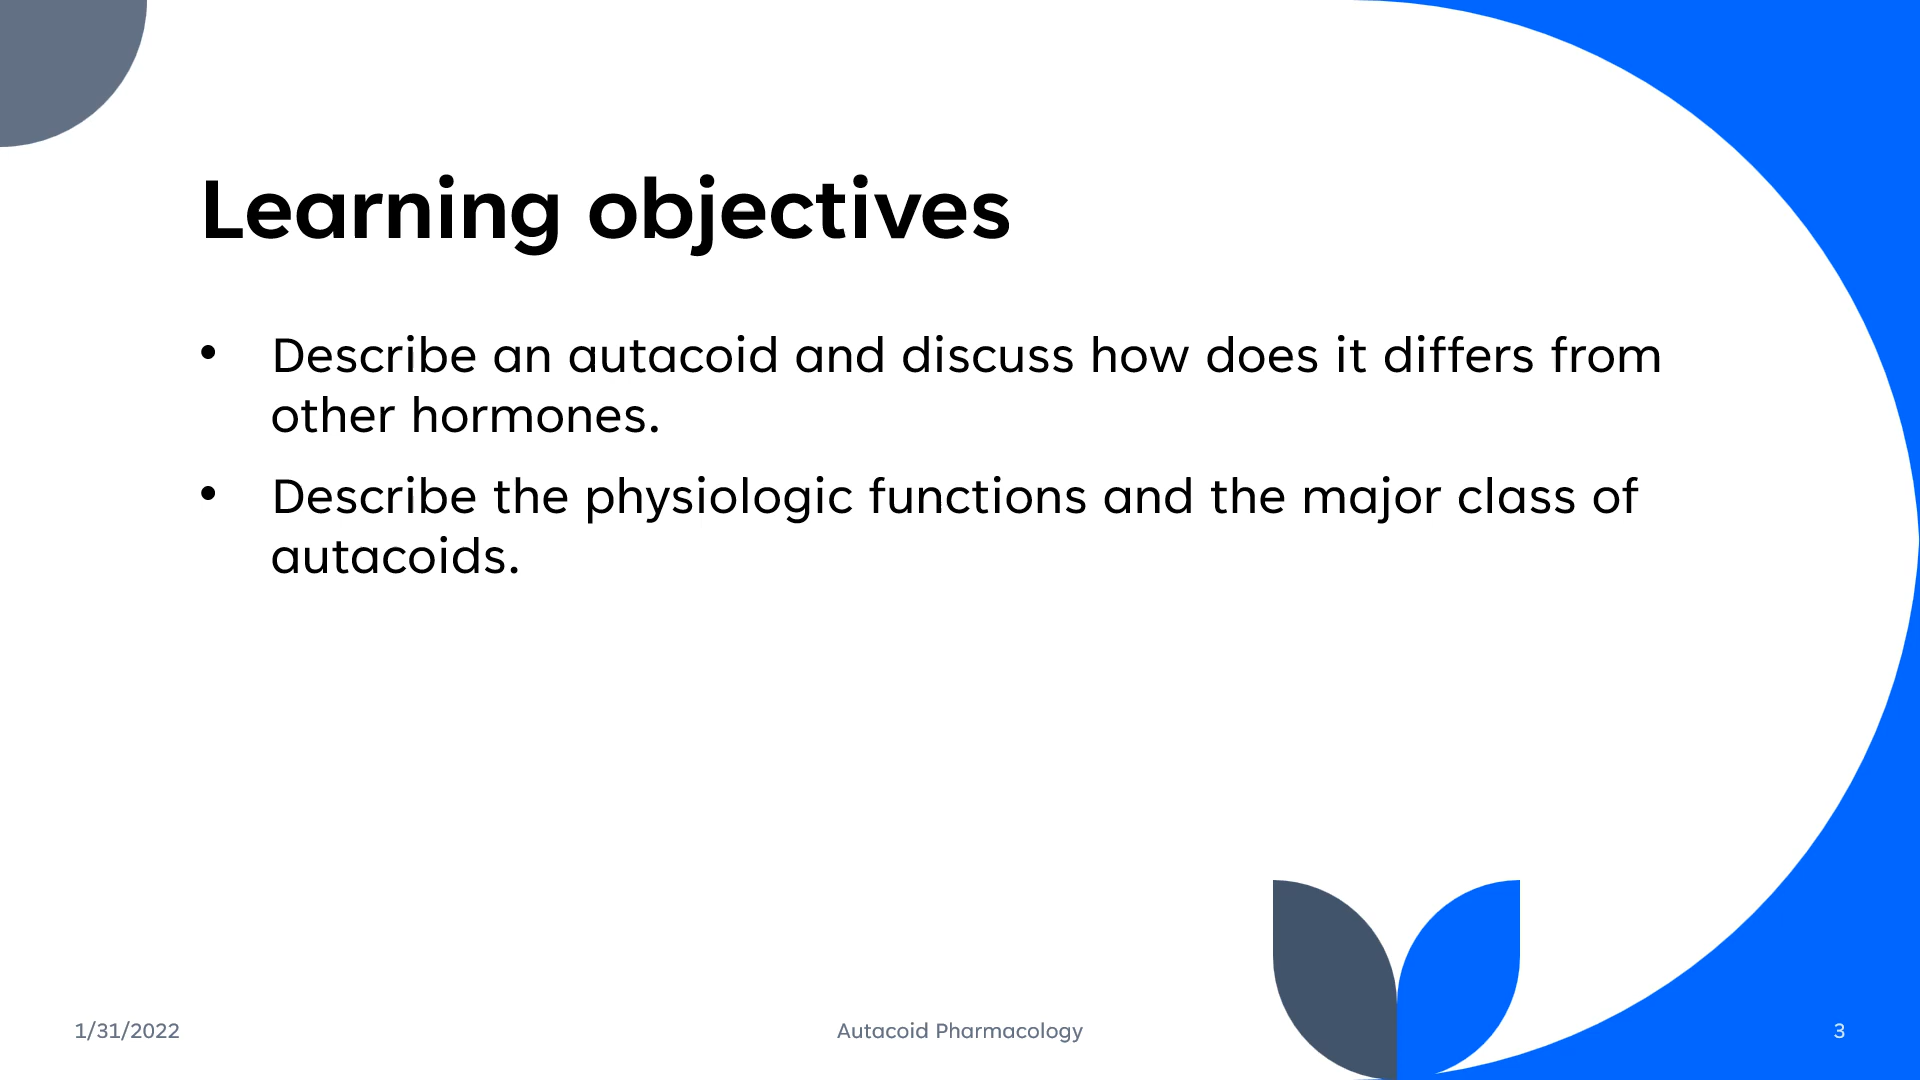 Learning objectives
• Describe an autacoid and discuss how does it differs from
other hormones.
• Describe the physiologic functions and the major class of
autacoids.
1/31/2022
Autacoid Pharmacology
3